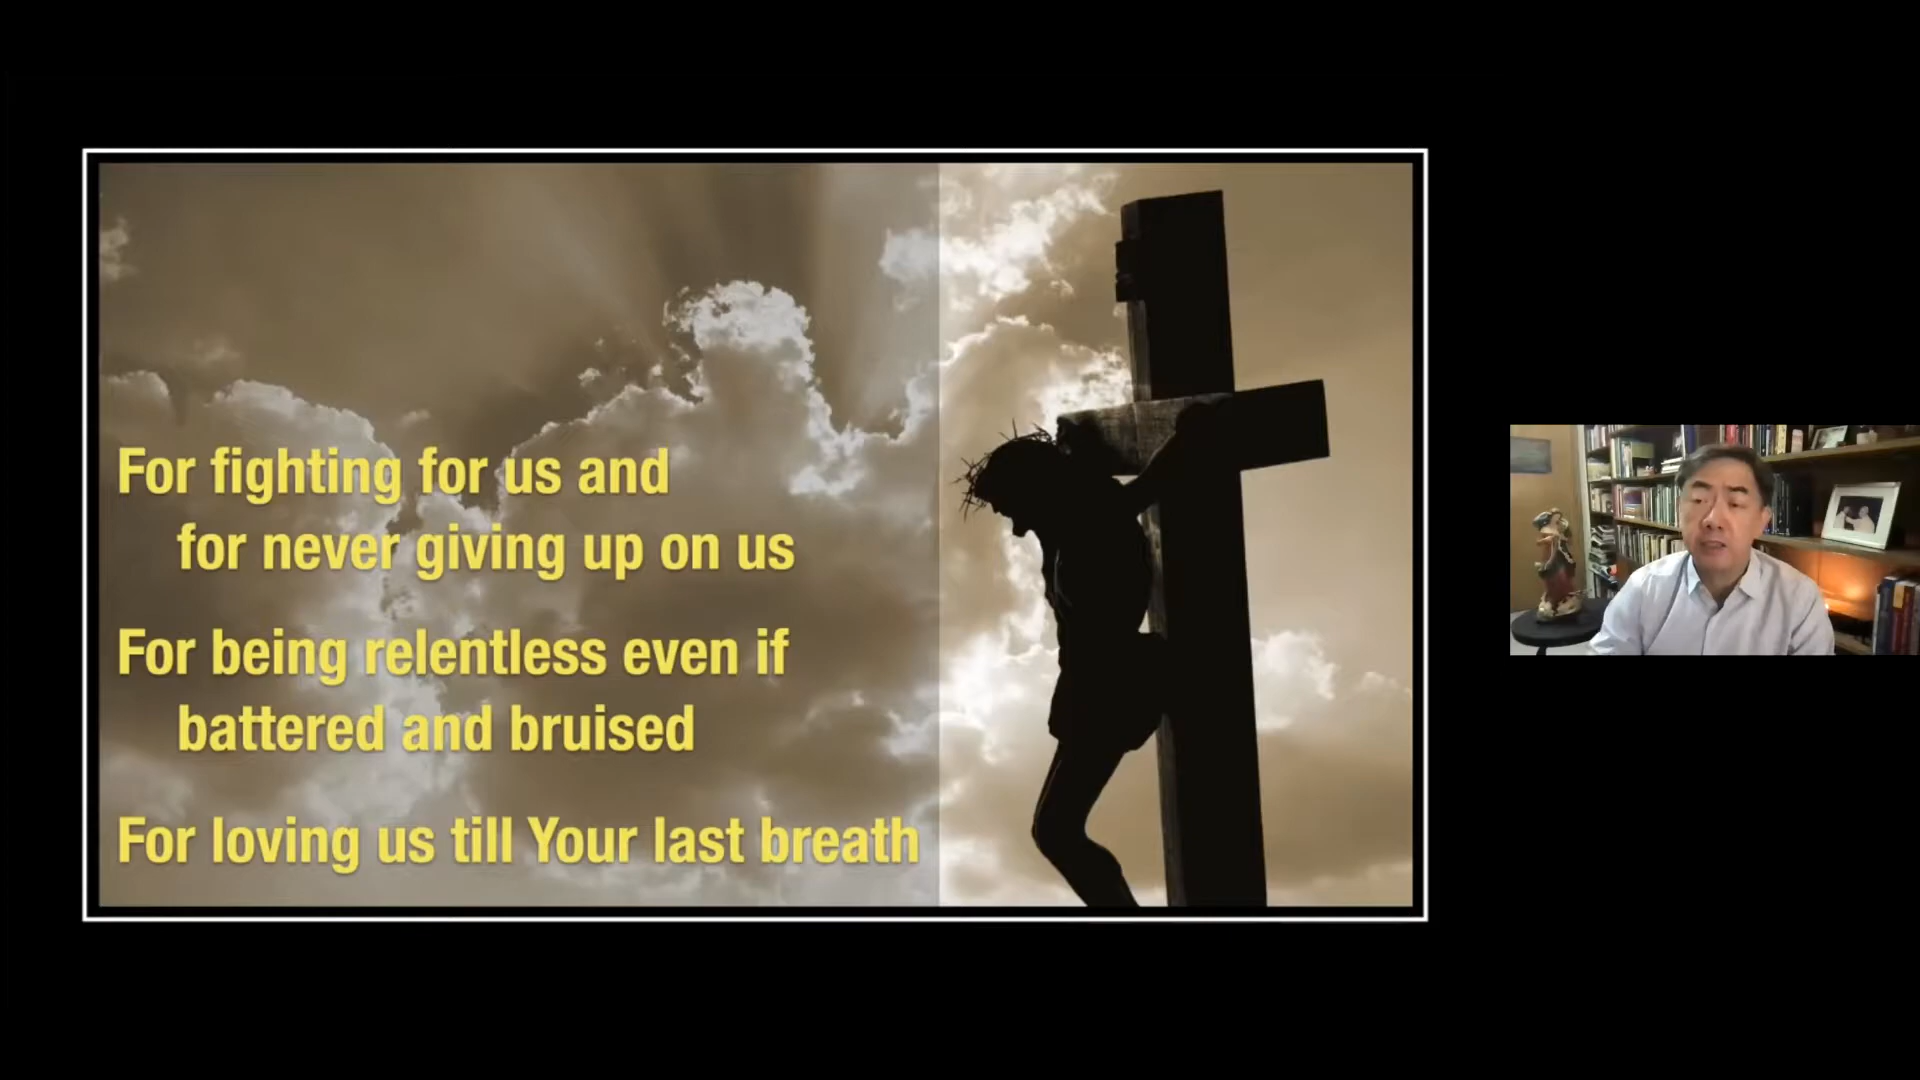 For fighting for us and
for never giving up on us
For being relentless even if
battered and bruised
For loving us till Your last breath